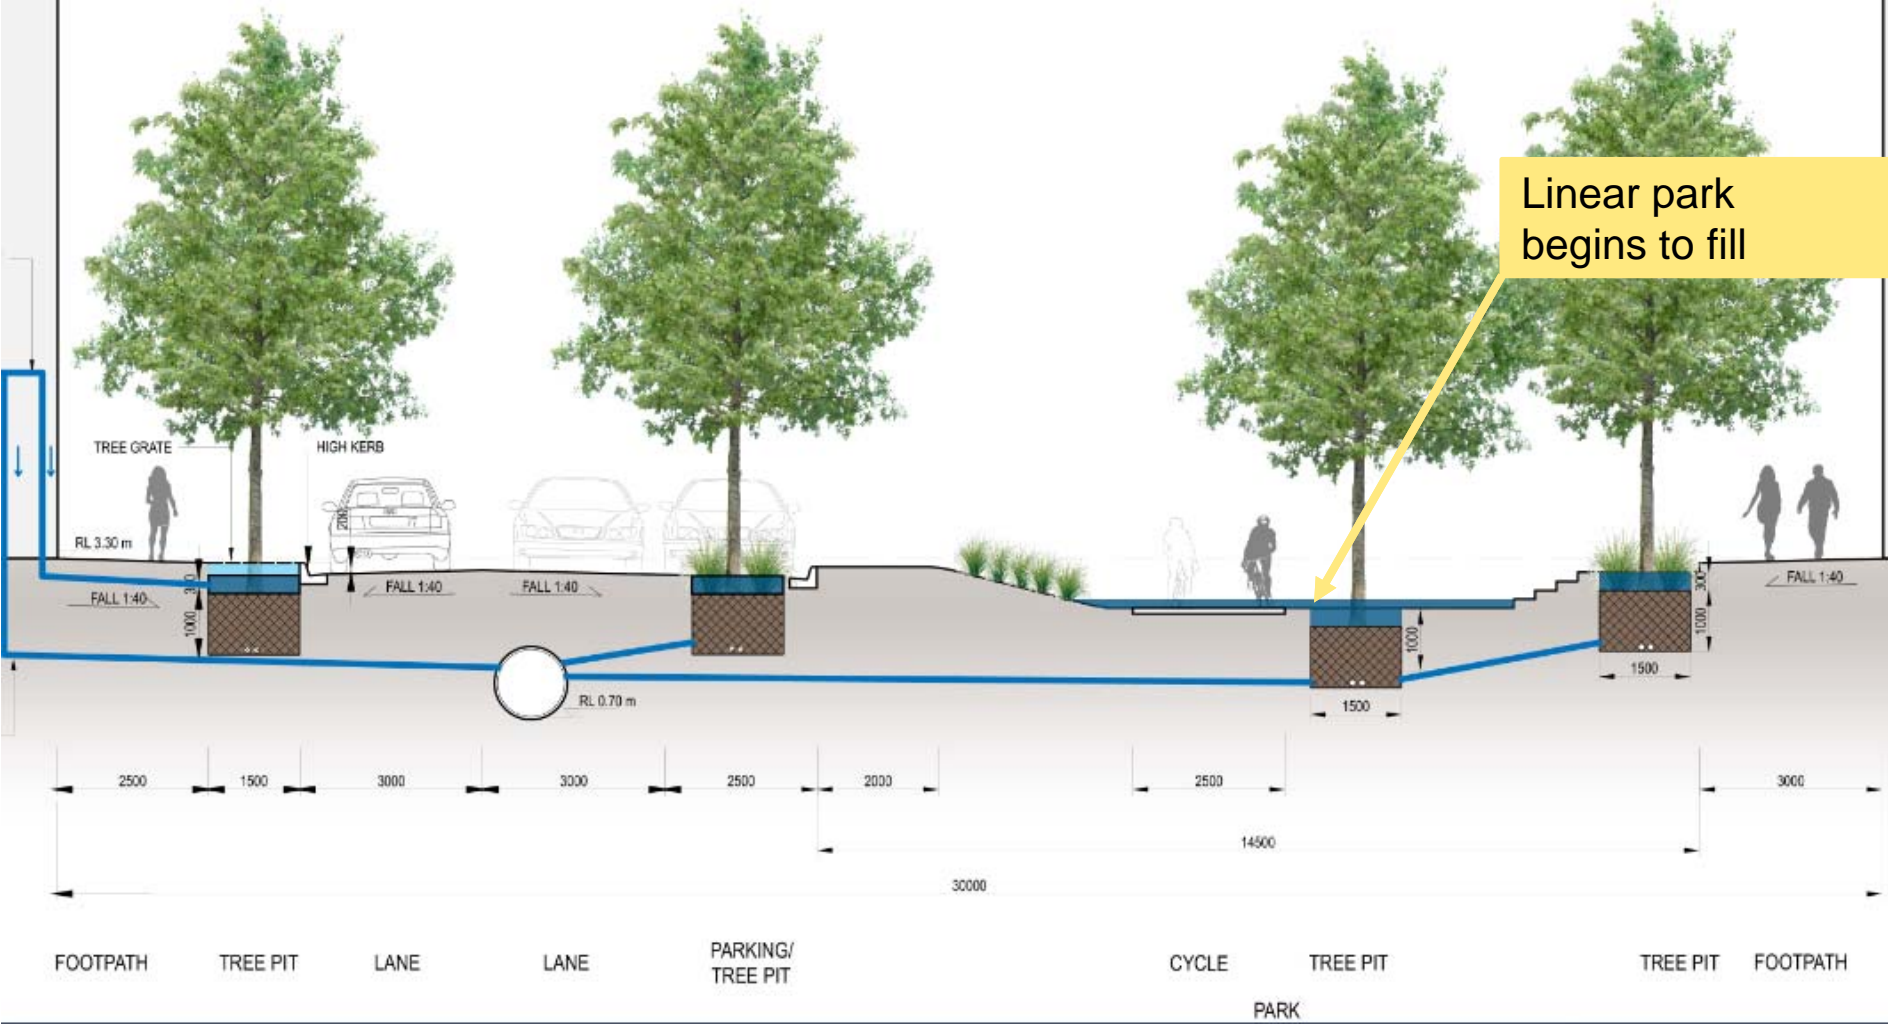 Linear park
begins to fill
TREE GRATE
HIGH KERB
200
RL 3.30 m
FALL 1:40
FALL 1:40
FALL 1:40
FALL 1:40
300
1000
1000
1000
1500
1500
RL 0.70 m
2500
1500
3000
3000
2500
2000
2500
3000
14500
30000
FOOTPATH
TREE PIT
LANE
LANE
PARKING/
TREE PIT
CYCLE
TREE PIT
TREE PIT
FOOTPATH
PARK